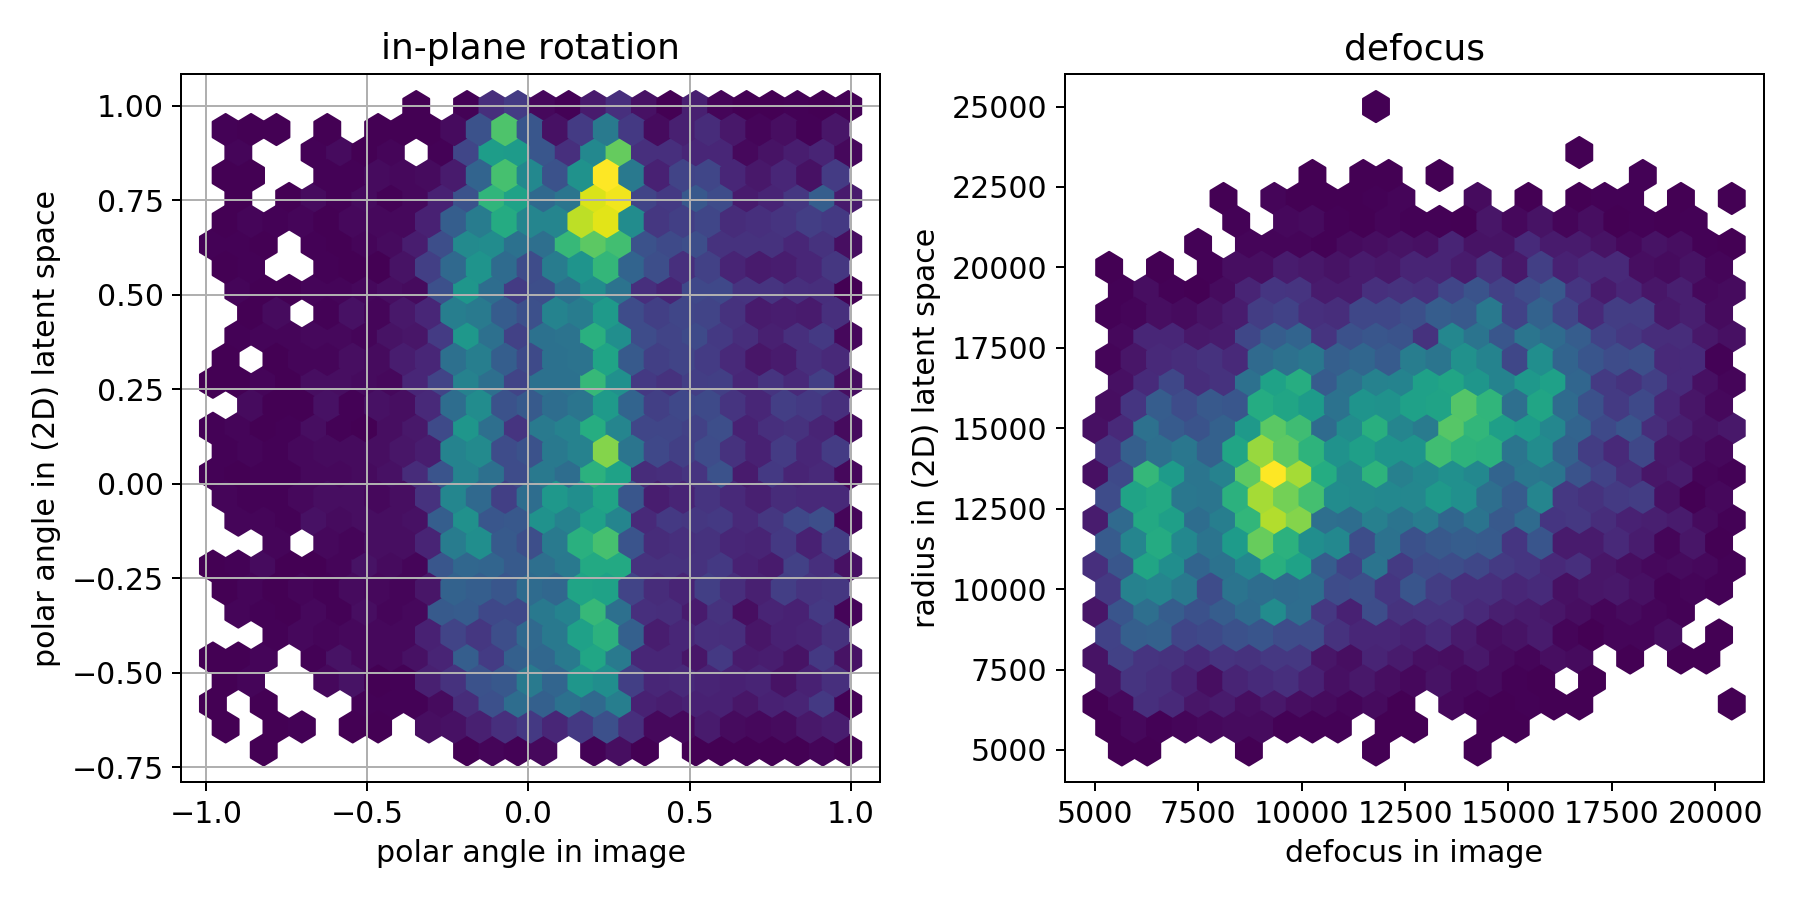 in-plane rotation
polar angle in (2D) latent space
1.00
0.75
0.50
0.25
0.00
−0.25
−0.50
−0.75
−1.0 −0.5 0.0 0.5 1.0
polar angle in image
defocus
radius in (2D) latent space
25000
22500
20000
17500
15000
12500
10000
7500
5000
5000 7500 10000 12500 15000 17500 20000
defocus in image